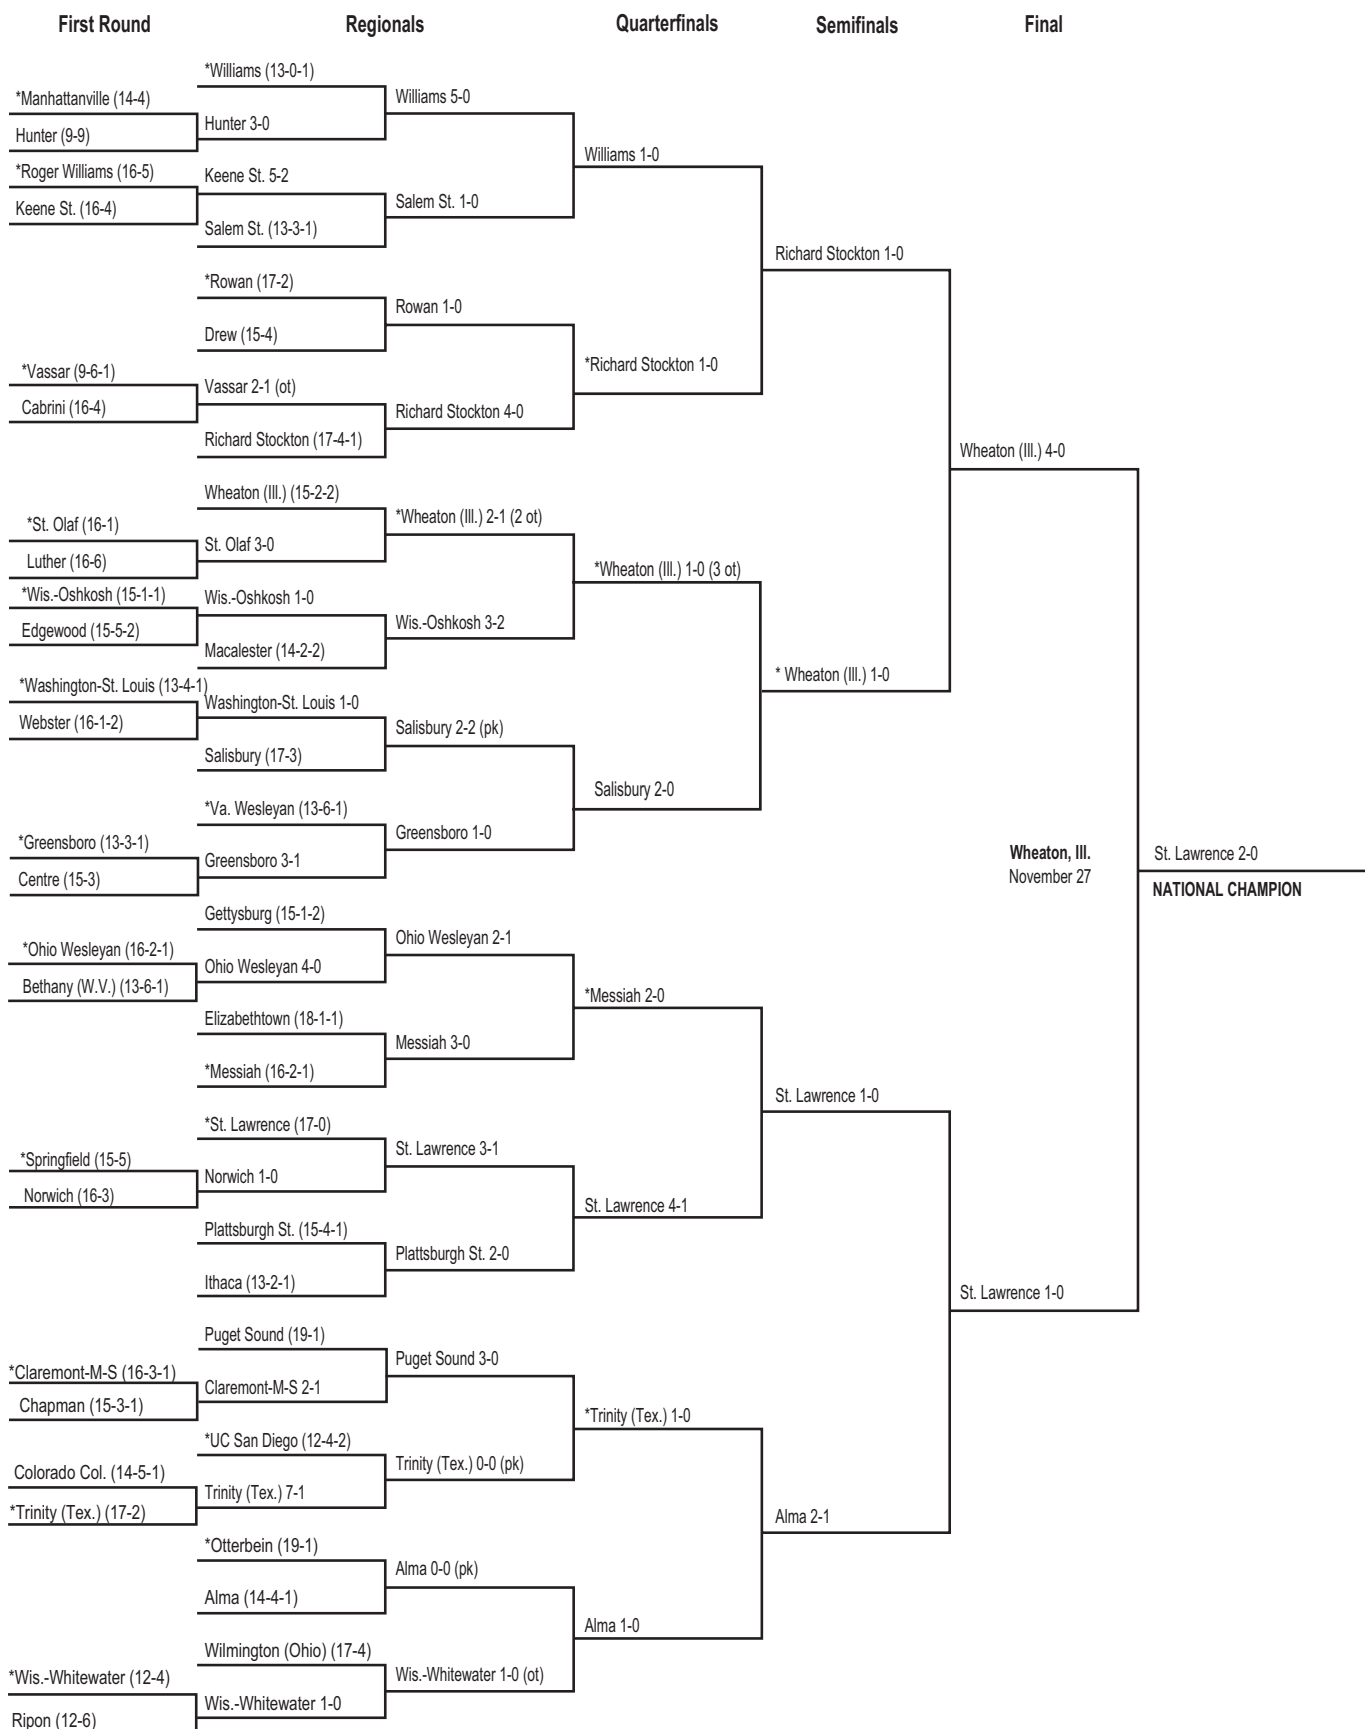 First Round
Regionals
Quarterfinals
Semifinals
Final
*Williams (13-0-1)
*Manhattanville (14-4)
Hunter (9-9)
Hunter 3-0
Williams 5-0
*Roger Williams (16-5)
Keene St. (16-4)
Keene St. 5-2
Salem St. (13-3-1)
Salem St. 1-0
Williams 1-0
*Rowan (17-2)
Drew (15-4)
Rowan 1-0
*Vassar (9-6-1)
Cabrini (16-4)
Vassar 2-1 (ot)
Richard Stockton (17-4-1)
Richard Stockton 4-0
*Richard Stockton 1-0
Richard Stockton 1-0
Wheaton (Ill.) (15-2-2)
*St. Olaf (16-1)
Luther (16-6)
St. Olaf 3-0
*Wheaton (Ill.) 2-1 (2 ot)
*Wis.-Oshkosh (15-1-1)
Edgewood (15-5-2)
Wis.-Oshkosh 1-0
Macalester (14-2-2)
Wis.-Oshkosh 3-2
*Wheaton (Ill.) 1-0 (3 ot)
*Washington-St. Louis (13-4-1)
Webster (16-1-2)
Washington-St. Louis 1-0
Salisbury (17-3)
Salisbury 2-2 (pk)
*Va. Wesleyan (13-6-1)
*Greensboro (13-3-1)
Centre (15-3)
Greensboro 3-1
Greensboro 1-0
Salisbury 2-0
* Wheaton (Ill.) 1-0
Wheaton (Ill.) 4-0
Wheaton, Ill.
November 27
St. Lawrence 2-0
NATIONAL CHAMPION
Gettysburg (15-1-2)
*Ohio Wesleyan (16-2-1)
Bethany (W.V.) (13-6-1)
Ohio Wesleyan 4-0
Ohio Wesleyan 2-1
Elizabethtown (18-1-1)
*Messiah (16-2-1)
Messiah 3-0
*Messiah 2-0
*St. Lawrence (17-0)
*Springfield (15-5)
Norwich (16-3)
Norwich 1-0
St. Lawrence 3-1
Plattsburgh St. (15-4-1)
Ithaca (13-2-1)
Plattsburgh St. 2-0
St. Lawrence 4-1
St. Lawrence 1-0
St. Lawrence 1-0
Puget Sound (19-1)
*Claremont-M-S (16-3-1)
Chapman (15-3-1)
Claremont-M-S 2-1
Puget Sound 3-0
*UC San Diego (12-4-2)
Colorado Col. (14-5-1)
*Trinity (Tex.) (17-2)
Trinity (Tex.) 7-1
Trinity (Tex.) 0-0 (pk)
*Trinity (Tex.) 1-0
*Otterbein (19-1)
Alma (14-4-1)
Alma 0-0 (pk)
Wilmington (Ohio) (17-4)
*Wis.-Whitewater (12-4)
Ripon (12-6)
Wis.-Whitewater 1-0
Wis.-Whitewater 1-0 (ot)
Alma 1-0
Alma 2-1